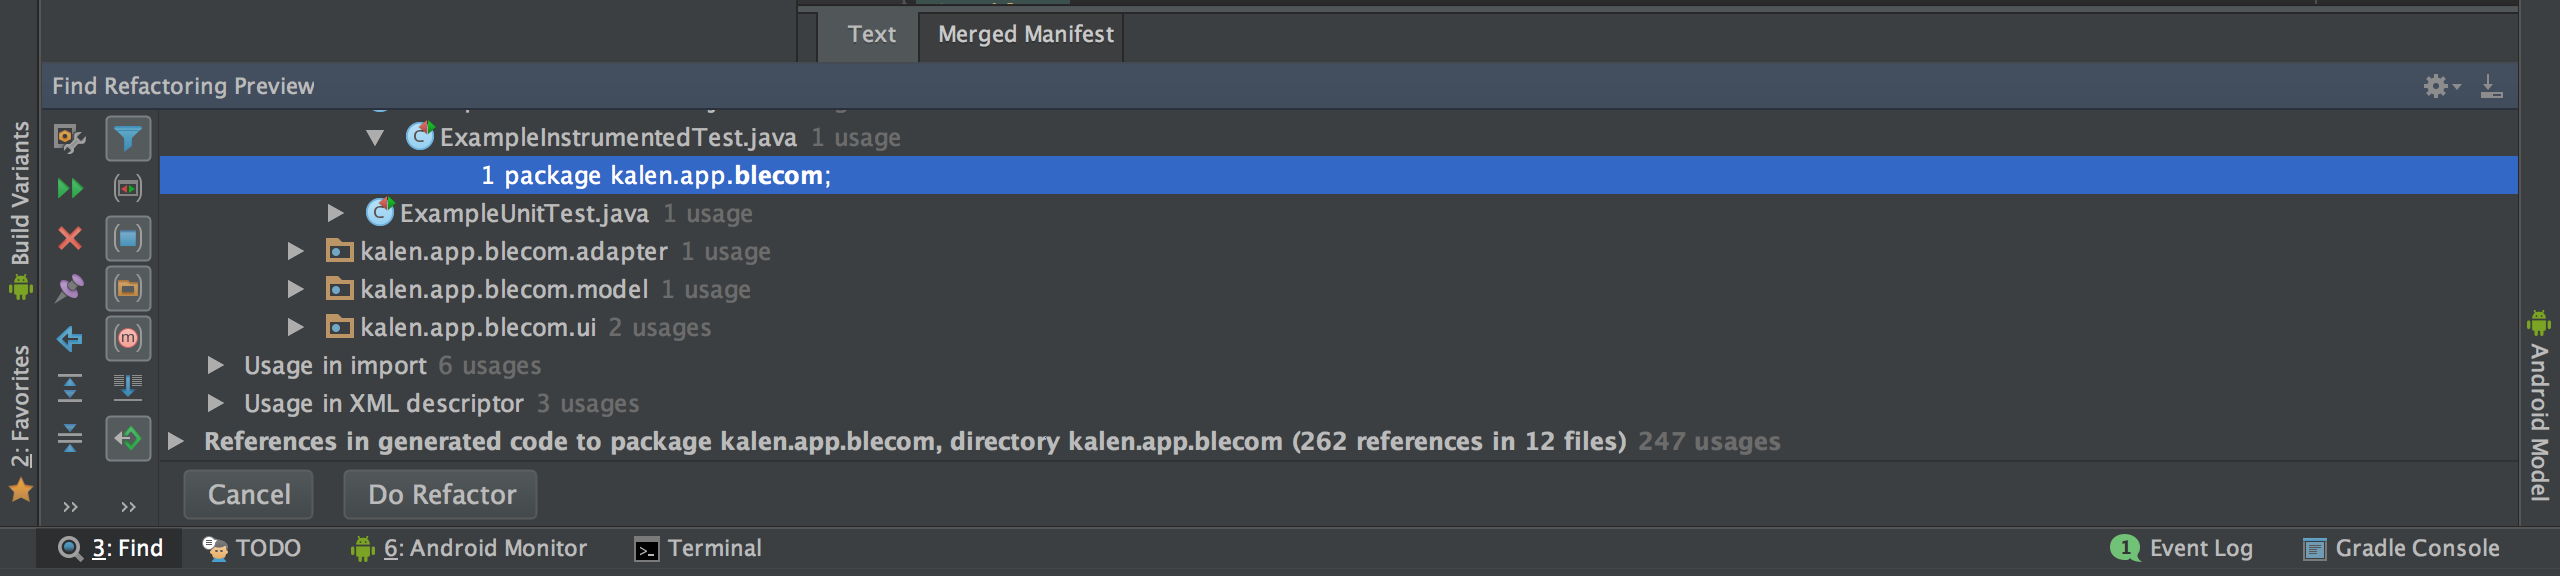 Text Merged Manifest
Find Refactoring Preview
2: Favorites
Build Variants
ExampleInstrumentedTest.java 1 usage
1 package kalen.app.blecom;
ExampleUnitTest.java 1 usage
kalen.app.blecom.adapter 1 usage
kalen.app.blecom.model 1 usage
kalen.app.blecom.ui 2 usages
Usage in import 6 usages
Usage in XML descriptor 3 usages
References in generated code to package kalen.app.blecom, directory kalen.app.blecom (262 references in 12 files) 247 usages
Cancel Do Refactor
Android Model
3: Find TODO 6: Android Monitor Terminal 1 Event Log Gradle Console